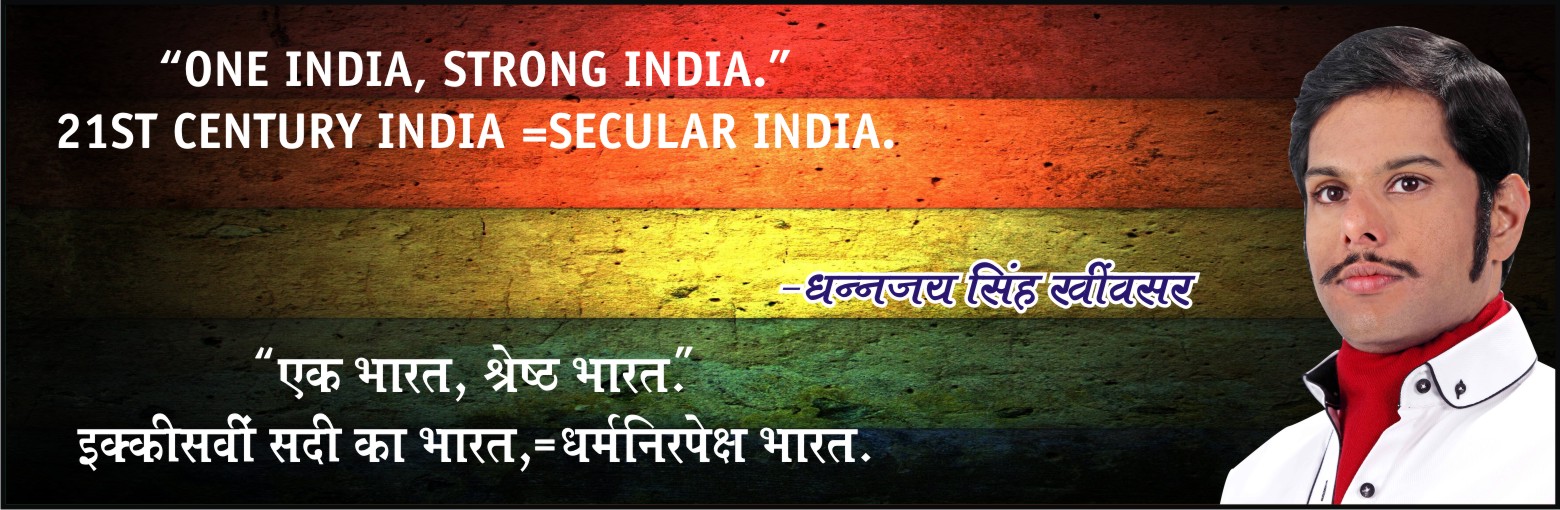 “ONE INDIA, STRONG INDIA.”
21ST CENTURY INDIA =SECULAR INDIA.
-धन्नजय सिंह खींवसर
“एक भारत, श्रेष्ठ भारत.”
इक्कीसवीं सदी का भारत,=धर्मनिरपेक्ष भारत.